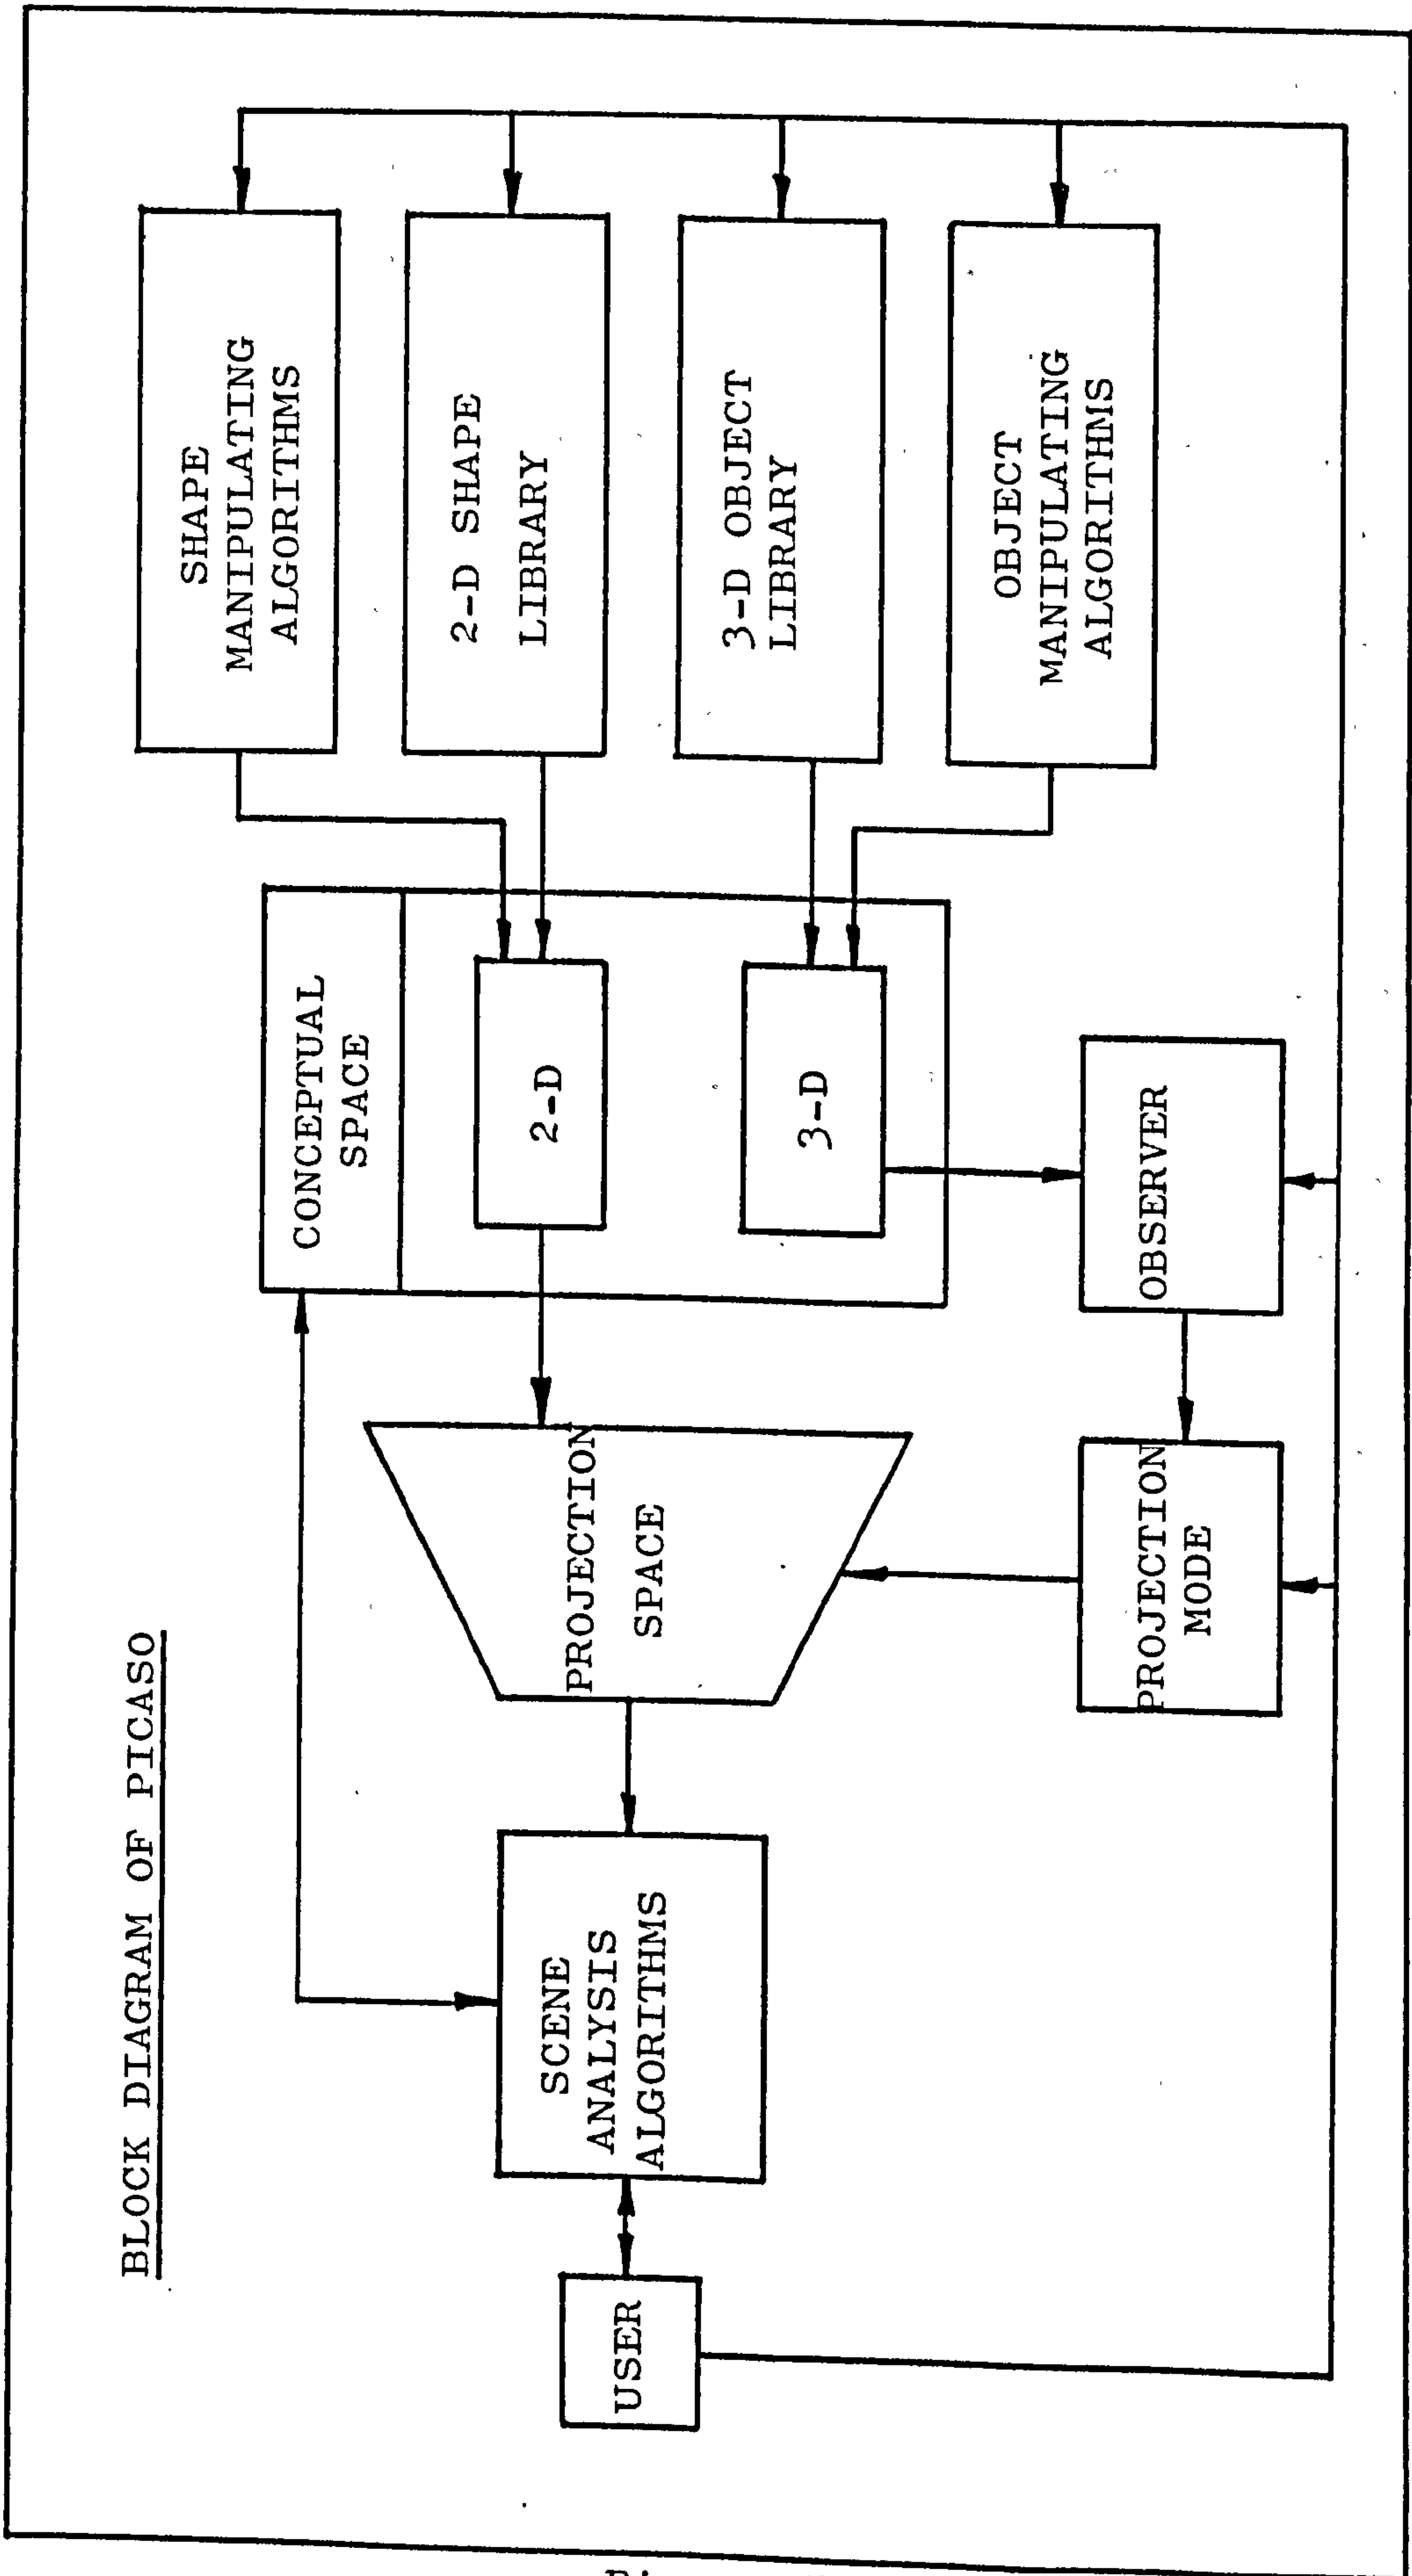 BLOCK DIAGRAM OF PICASO
USER
SCENE
ANALYSIS
ALGORITHMS
PROJECTION
SPACE
PROJECTION
MODE
CONCEPTUAL
SPACE
2-D
3-D
OBSERVER
SHAPE
MANIPULATING
ALGORITHMS
2-D SHAPE
LIBRARY
3-D OBJECT
LIBRARY
OBJECT
MANIPULATING
ALGORITHMS